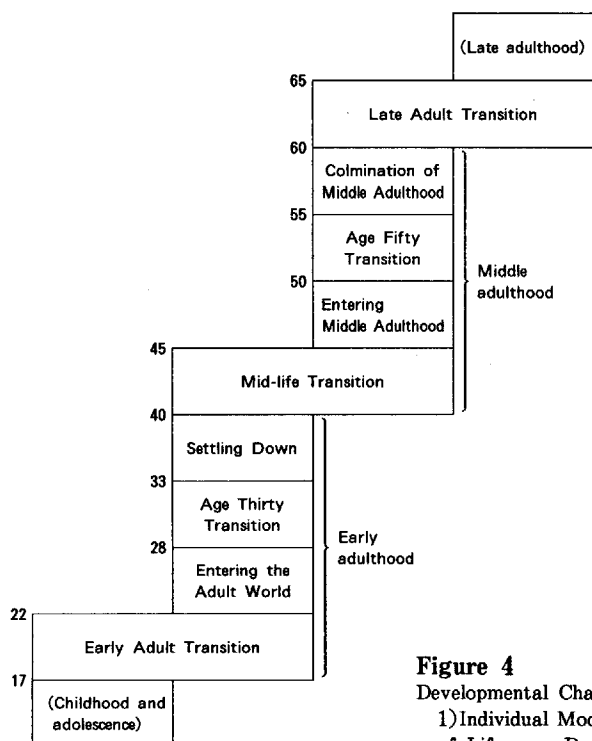 (Late adulthood)
65
Late Adult Transition
60
Colmination of
Middle Adulthood
55
Age Fifty
Transition
50
Middle
adulthood
Entering
Middle Adulthood
45
Mid-life Transition
40
Settling Down
33
Age Thirty
Transition
28
Early
adulthood
Entering the
Adult World
22
Early Adult Transition
17
(Childhood and
adolescence)
Figure 4
Developmental Cha
1)Individual Mod